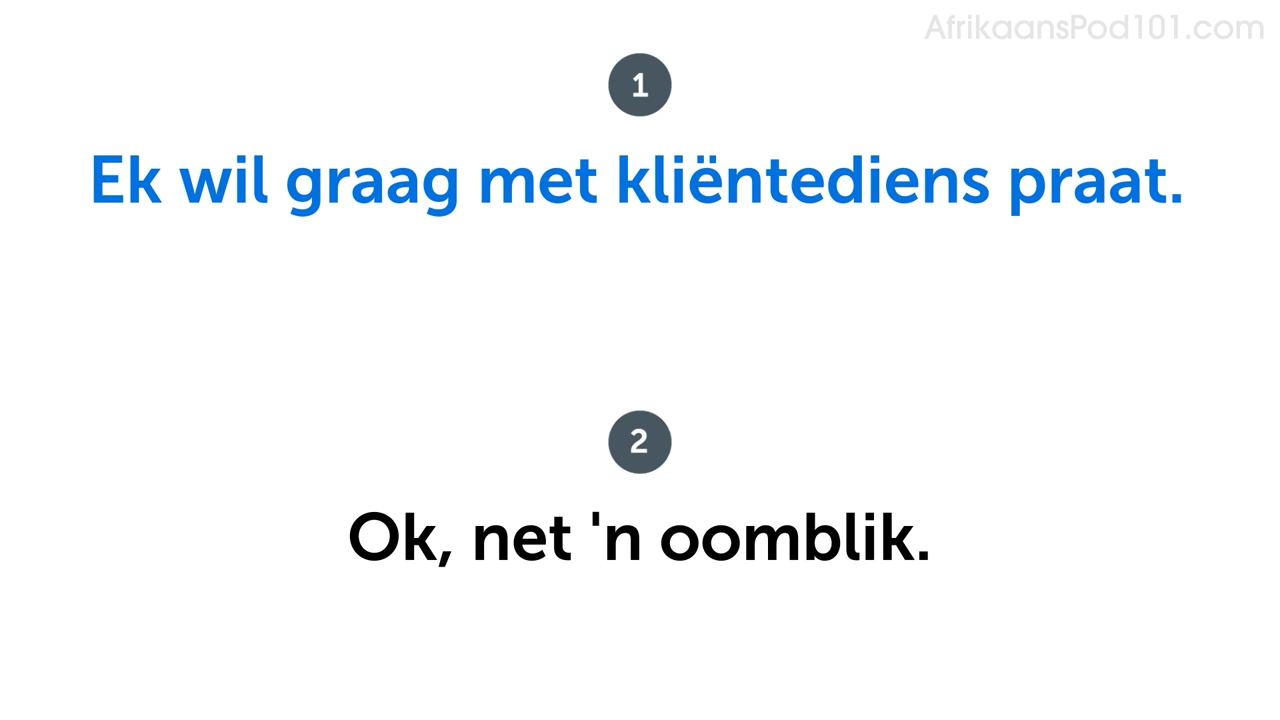 AfrikaansPod101.com
1
Ek wil graag met kliëntediens praat.
2
Ok, net 'n oomblik.